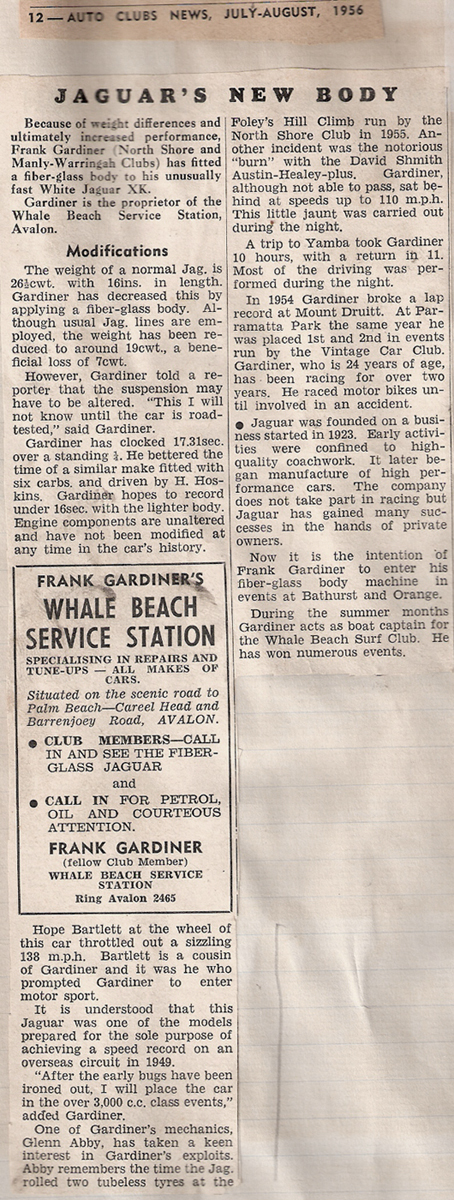 12 — AUTO CLUBS NEWS, JULY-AUGUST, 1956
JAGUAR'S NEW BODY
Because of weight differences and
ultimately increased performance,
Frank Gardiner (North Shore and
Manly-Warringah Clubs) has fitted
a fiber-glass body to his unusually
fast White Jaguar XK.
Gardiner is the proprietor of the
Whale Beach Service Station,
Avalon.
Modifications
The weight of a normal Jag. is
26½cwt. with 16ins. in length.
Gardiner has decreased this by
applying a fiber-glass body. Al-
though usual Jag. lines are em-
ployed, the weight has been re-
duced to around 19cwt., a bene-
ficial loss of 7cwt.
However, Gardiner told a re-
porter that the suspension may
have to be altered. "This I will
not know until the car is road-
tested," said Gardiner.
Gardiner has clocked 17.31sec.
over a standing ¼. He bettered the
time of a similar make fitted with
six carbs. and driven by H. Hos-
kins. Gardiner hopes to record
under 16sec. with the lighter body.
Engine components are unaltered
and have not been modified at
any time in the car's history.
FRANK GARDINER'S
WHALE BEACH
SERVICE STATION
SPECIALISING IN REPAIRS AND
TUNE-UPS — ALL MAKES OF
CARS.
Situated on the scenic road to
Palm Beach—Careel Head and
Barrenjoey Road, AVALON.
● CLUB MEMBERS—CALL
IN AND SEE THE FIBER-
GLASS JAGUAR
and
● CALL IN FOR PETROL,
OIL AND COURTEOUS
ATTENTION.
FRANK GARDINER
(fellow Club Member)
WHALE BEACH SERVICE
STATION
Ring Avalon 2465
Hope Bartlett at the wheel of
this car throttled out a sizzling
138 m.p.h. Bartlett is a cousin
of Gardiner and it was he who
prompted Gardiner to enter
motor sport.
It is understood that this
Jaguar was one of the models
prepared for the sole purpose of
achieving a speed record on an
overseas circuit in 1949.
"After the early bugs have been
ironed out, I will place the car
in the over 3,000 c.c. class events,"
added Gardiner.
One of Gardiner's mechanics,
Glenn Abby, has taken a keen
interest in Gardiner's exploits.
Abby remembers the time the Jag.
rolled two tubeless tyres at the
Foley's Hill Climb run by the
North Shore Club in 1955. An-
other incident was the notorious
"burn" with the David Shmith
Austin-Healey-plus. Gardiner,
although not able to pass, sat be-
hind at speeds up to 110 m.p.h.
This little jaunt was carried out
during the night.
A trip to Yamba took Gardiner
10 hours, with a return in 11.
Most of the driving was per-
formed during the night.
In 1954 Gardiner broke a lap
record at Mount Druitt. At Par-
ramatta Park the same year he
was placed 1st and 2nd in events
run by the Vintage Car Club.
Gardiner, who is 24 years of age,
has been racing for over two
years. He raced motor bikes un-
til involved in an accident.
● Jaguar was founded on a busi-
ness started in 1923. Early activi-
ties were confined to high-
quality coachwork. It later be-
gan manufacture of high per-
formance cars. The company
does not take part in racing but
Jaguar has gained many suc-
cesses in the hands of private
owners.
Now it is the intention of
Frank Gardiner to enter his
fiber-glass body machine in
events at Bathurst and Orange.
During the summer months
Gardiner acts as boat captain for
the Whale Beach Surf Club. He
has won numerous events.